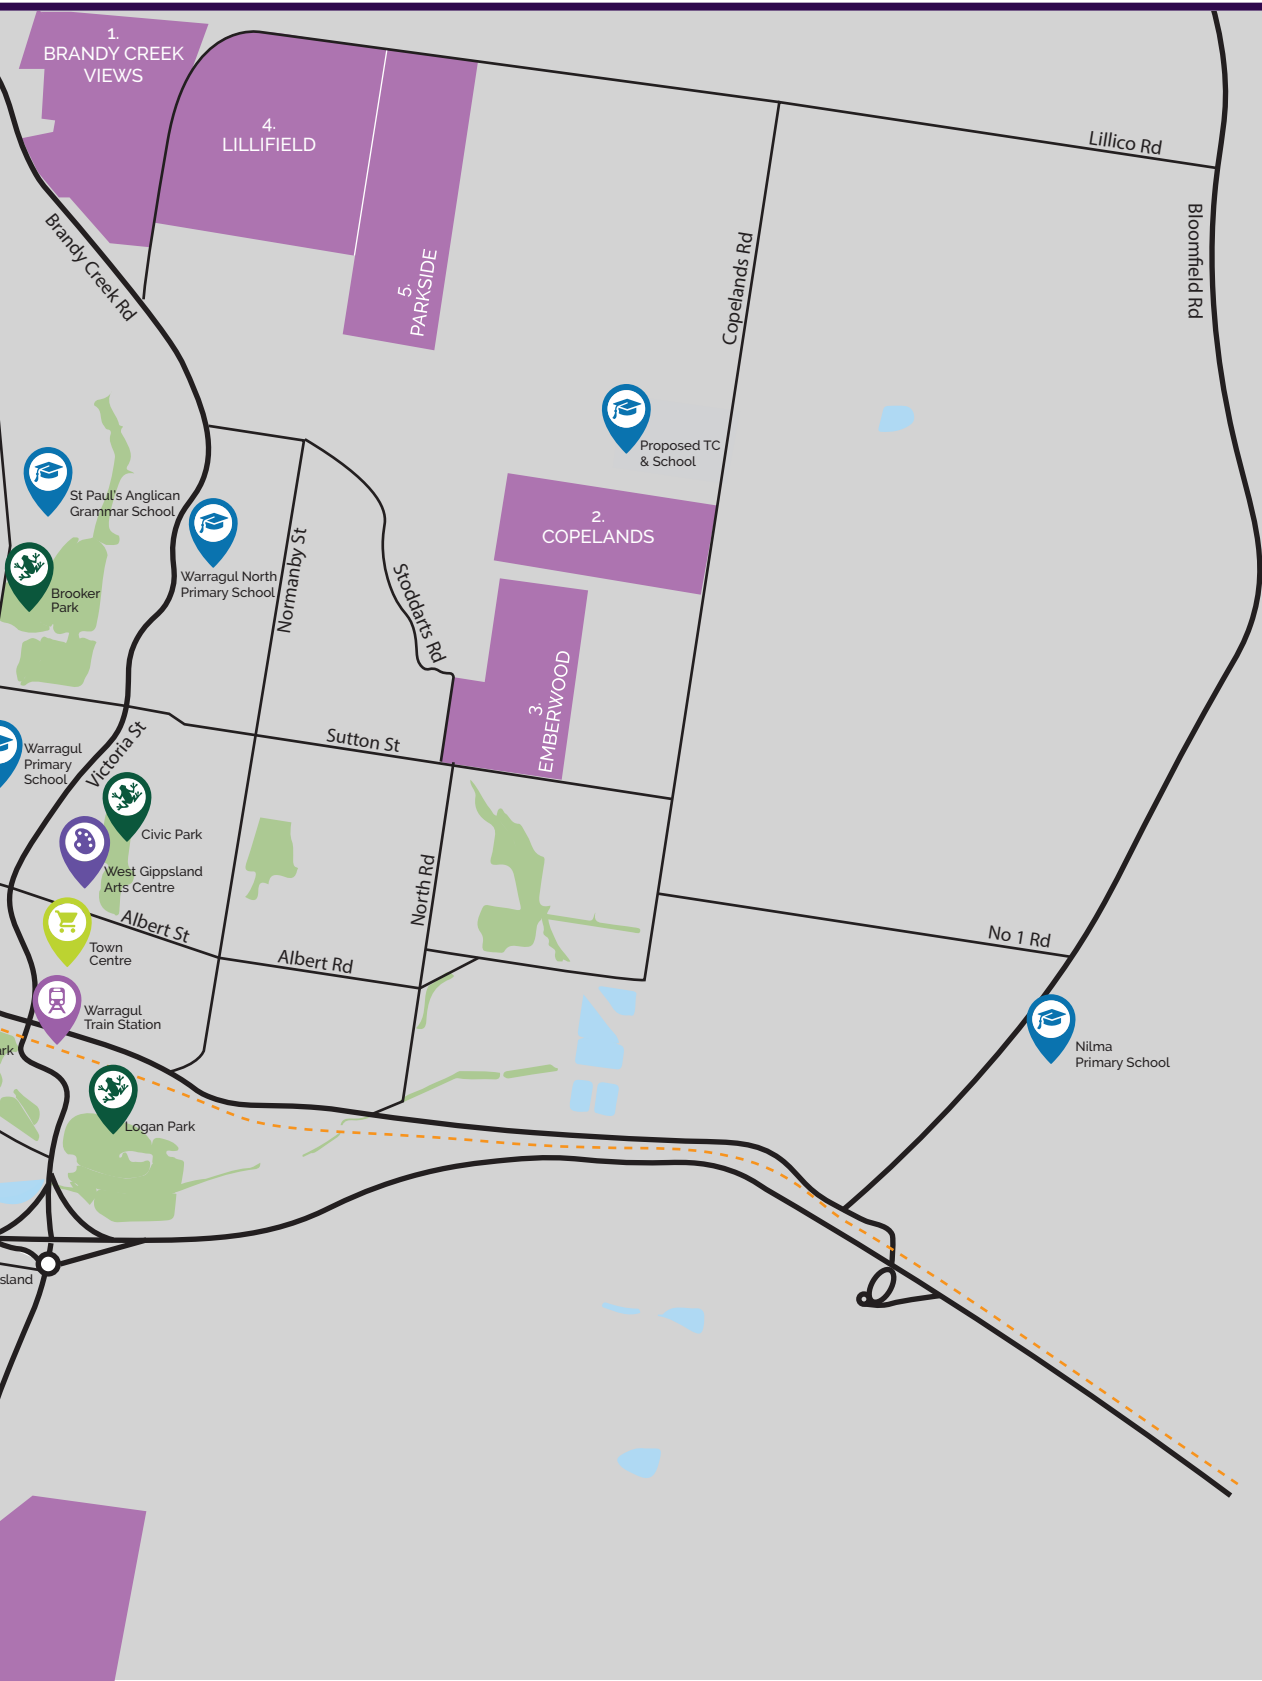 1.
BRANDY CREEK
VIEWS
4.
LILLIFIELD
5.
PARKSIDE
Lillico Rd
Bloomfield Rd
Brandy Creek Rd
Copelands Rd
Proposed TC
& School
St Paul's Anglican
Grammar School
2.
COPELANDS
Warragul North
Primary School
Normanby St
Stoddarts Rd
Brooker
Park
3.
EMBERWOOD
Sutton St
Victoria St
Warragul
Primary
School
Civic Park
West Gippsland
Arts Centre
North Rd
Albert St
Town
Centre
Albert Rd
No 1 Rd
Warragul
Train Station
ark
Nilma
Primary School
Logan Park
sland